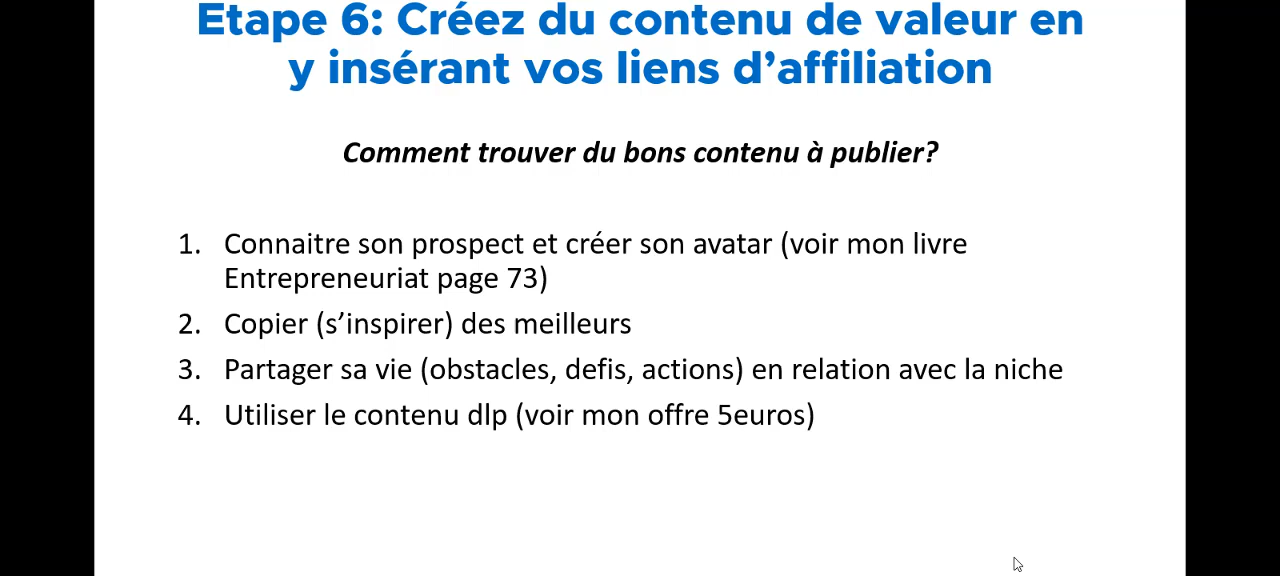 Etape 6: Créez du contenu de valeur en
y insérant vos liens d’affiliation
Comment trouver du bons contenu à publier?
1. Connaitre son prospect et créer son avatar (voir mon livre
Entrepreneuriat page 73)
2. Copier (s’inspirer) des meilleurs
3. Partager sa vie (obstacles, defis, actions) en relation avec la niche
4. Utiliser le contenu dlp (voir mon offre 5euros)